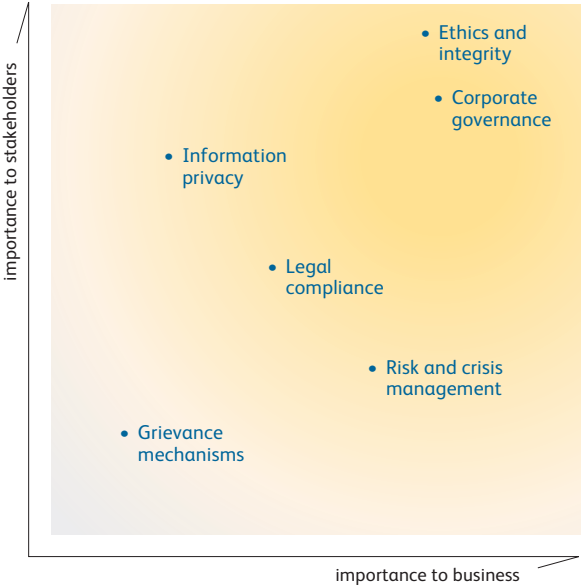 Ethics and
integrity
Corporate
governance
Information
privacy
Legal
compliance
Risk and crisis
management
Grievance
mechanisms
importance to stakeholders
importance to business